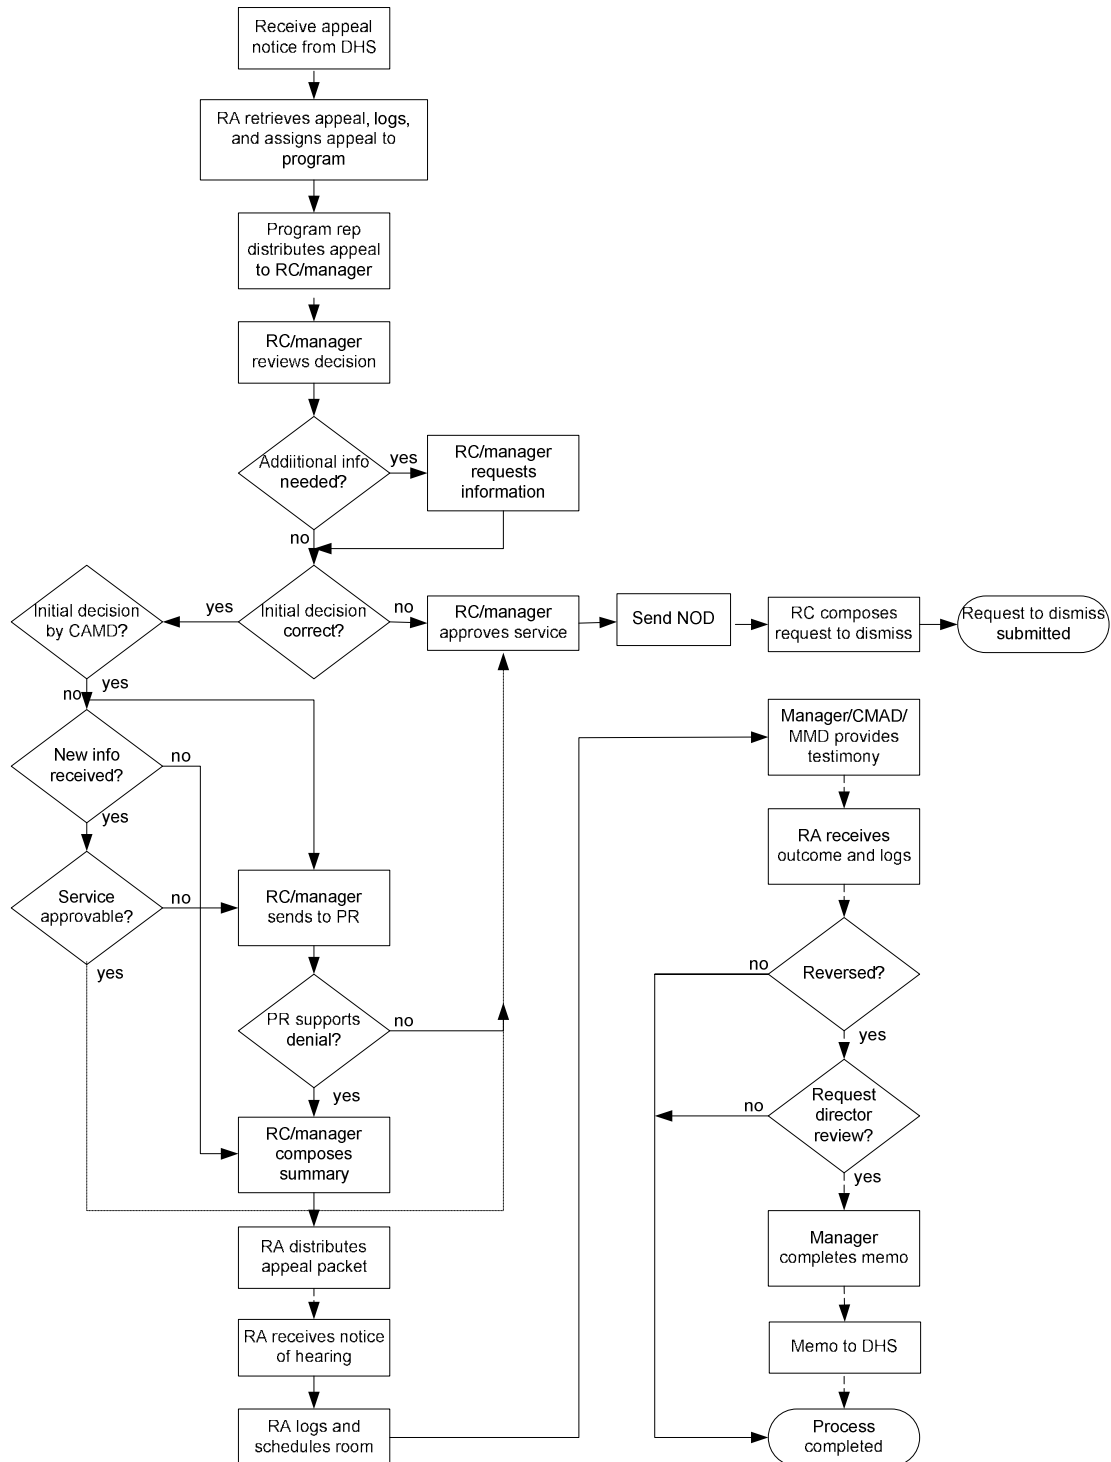 Receive appeal
notice from DHS
RA retrieves appeal, logs,
and assigns appeal to
program
Program rep
distributes appeal
to RC/manager
RC/manager
reviews decision
Addiitional info
needed?
yes
RC/manager
requests
information
no
Initial decision
by CAMD?
yes
Initial decision
correct?
no
RC/manager
approves service
Send NOD
RC composes
request to dismiss
Request to dismiss
submitted
no
yes
New info
received?
no
yes
Service
approvable?
no
yes
RC/manager
sends to PR
PR supports
denial?
no
yes
RC/manager
composes
summary
RA distributes
appeal packet
RA receives notice
of hearing
RA logs and
schedules room
Manager/CMAD/
MMD provides
testimony
RA receives
outcome and logs
no
Reversed?
yes
no
Request
director
review?
yes
Manager
completes memo
Memo to DHS
Process
completed